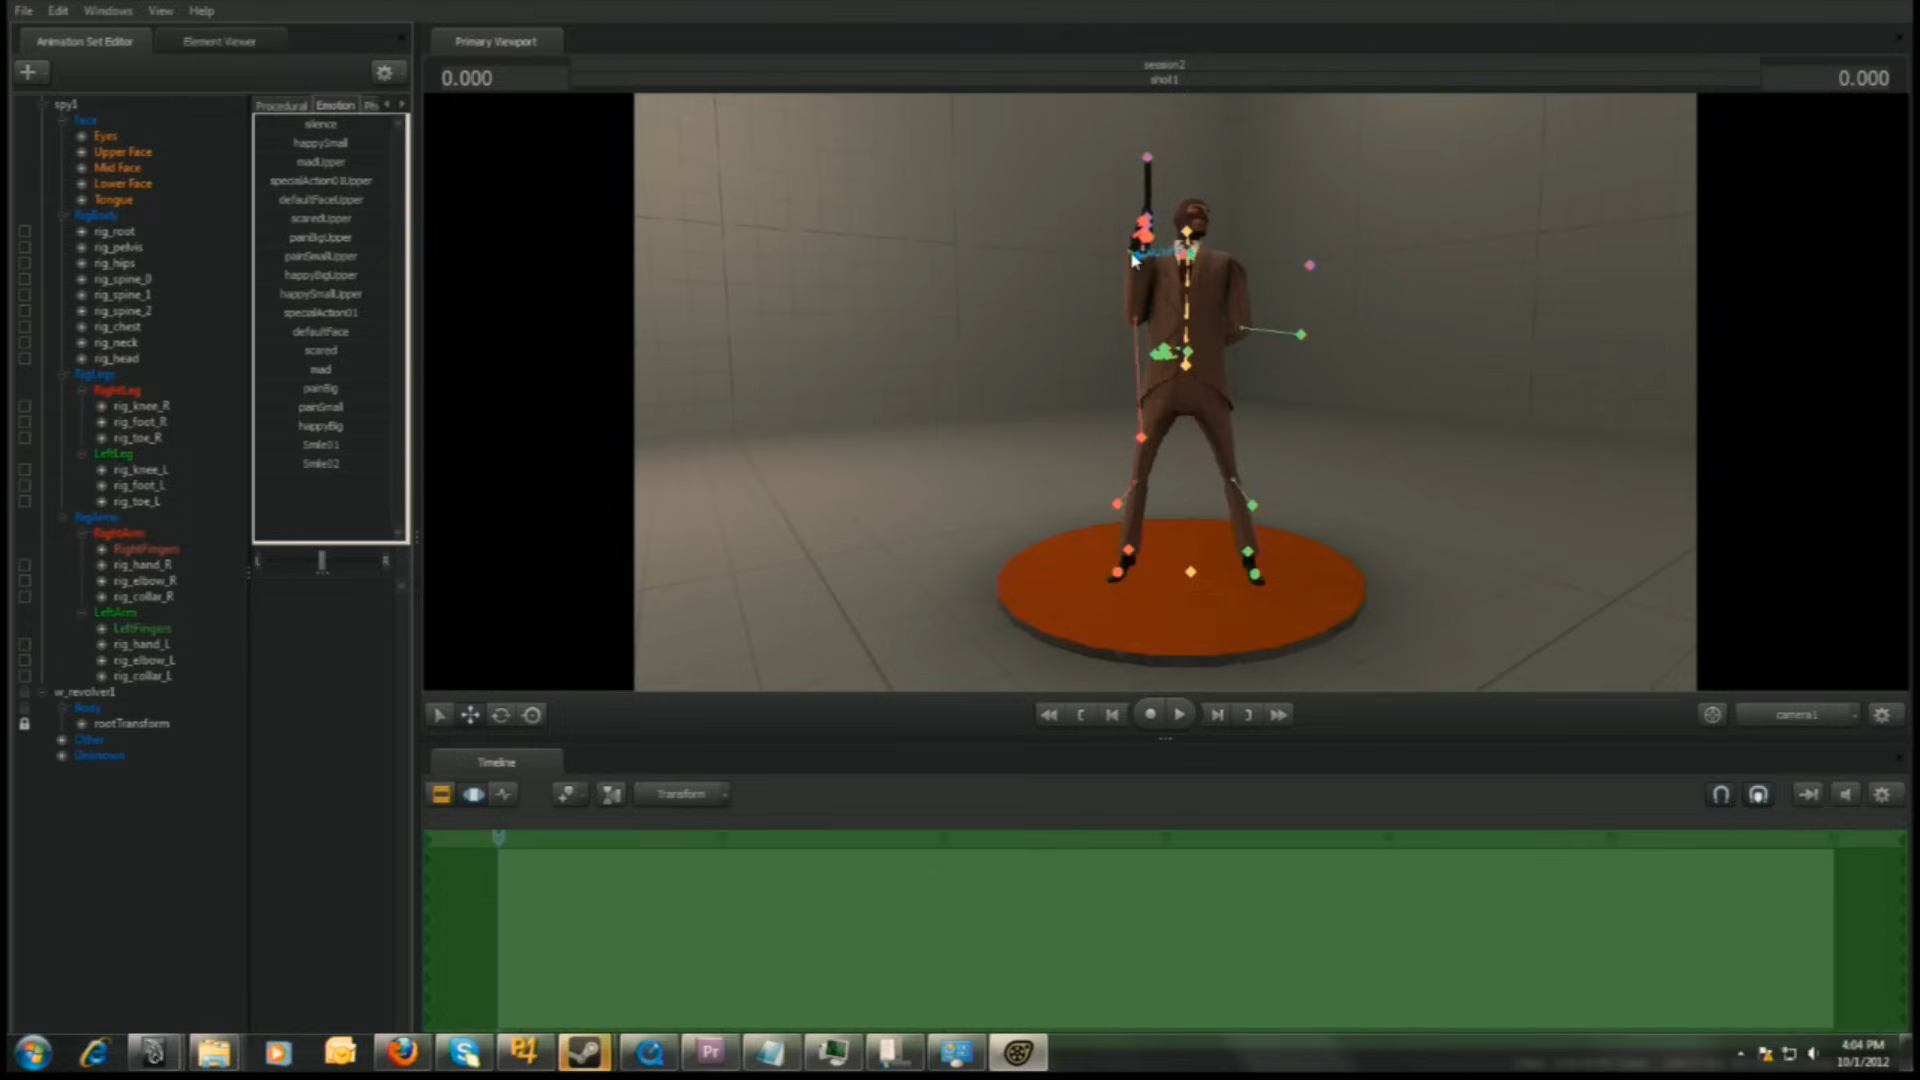 File Edit Windows View Help
Animation Set Editor
Element Viewer
Primary Viewport
0.000
session2
shot1
0.000
spy1
Face
Eyes
Upper Face
Mid Face
Lower Face
Tongue
RigBody
rig_root
rig_pelvis
rig_hips
rig_spine_0
rig_spine_1
rig_spine_2
rig_chest
rig_neck
rig_head
RigLegs
RightLeg
rig_knee_R
rig_foot_R
rig_toe_R
LeftLeg
rig_knee_L
rig_foot_L
rig_toe_L
RigArms
RightArm
RightFingers
rig_hand_R
rig_elbow_R
rig_collar_R
LeftArm
LeftFingers
rig_hand_L
rig_elbow_L
rig_collar_L
w_revolver1
Body
rootTransform
Other
Unknown
Procedural Emotion Ph
silence
happySmall
madUpper
specialAction01Upper
defaultFaceUpper
scaredUpper
painBigUpper
painSmallUpper
happyBigUpper
happySmallUpper
specialAction01
defaultFace
scared
mad
painBig
painSmall
happyBig
Smile01
Smile02
L
R
camera1
Timeline
Transform
Pr
4:04 PM
10/1/2012